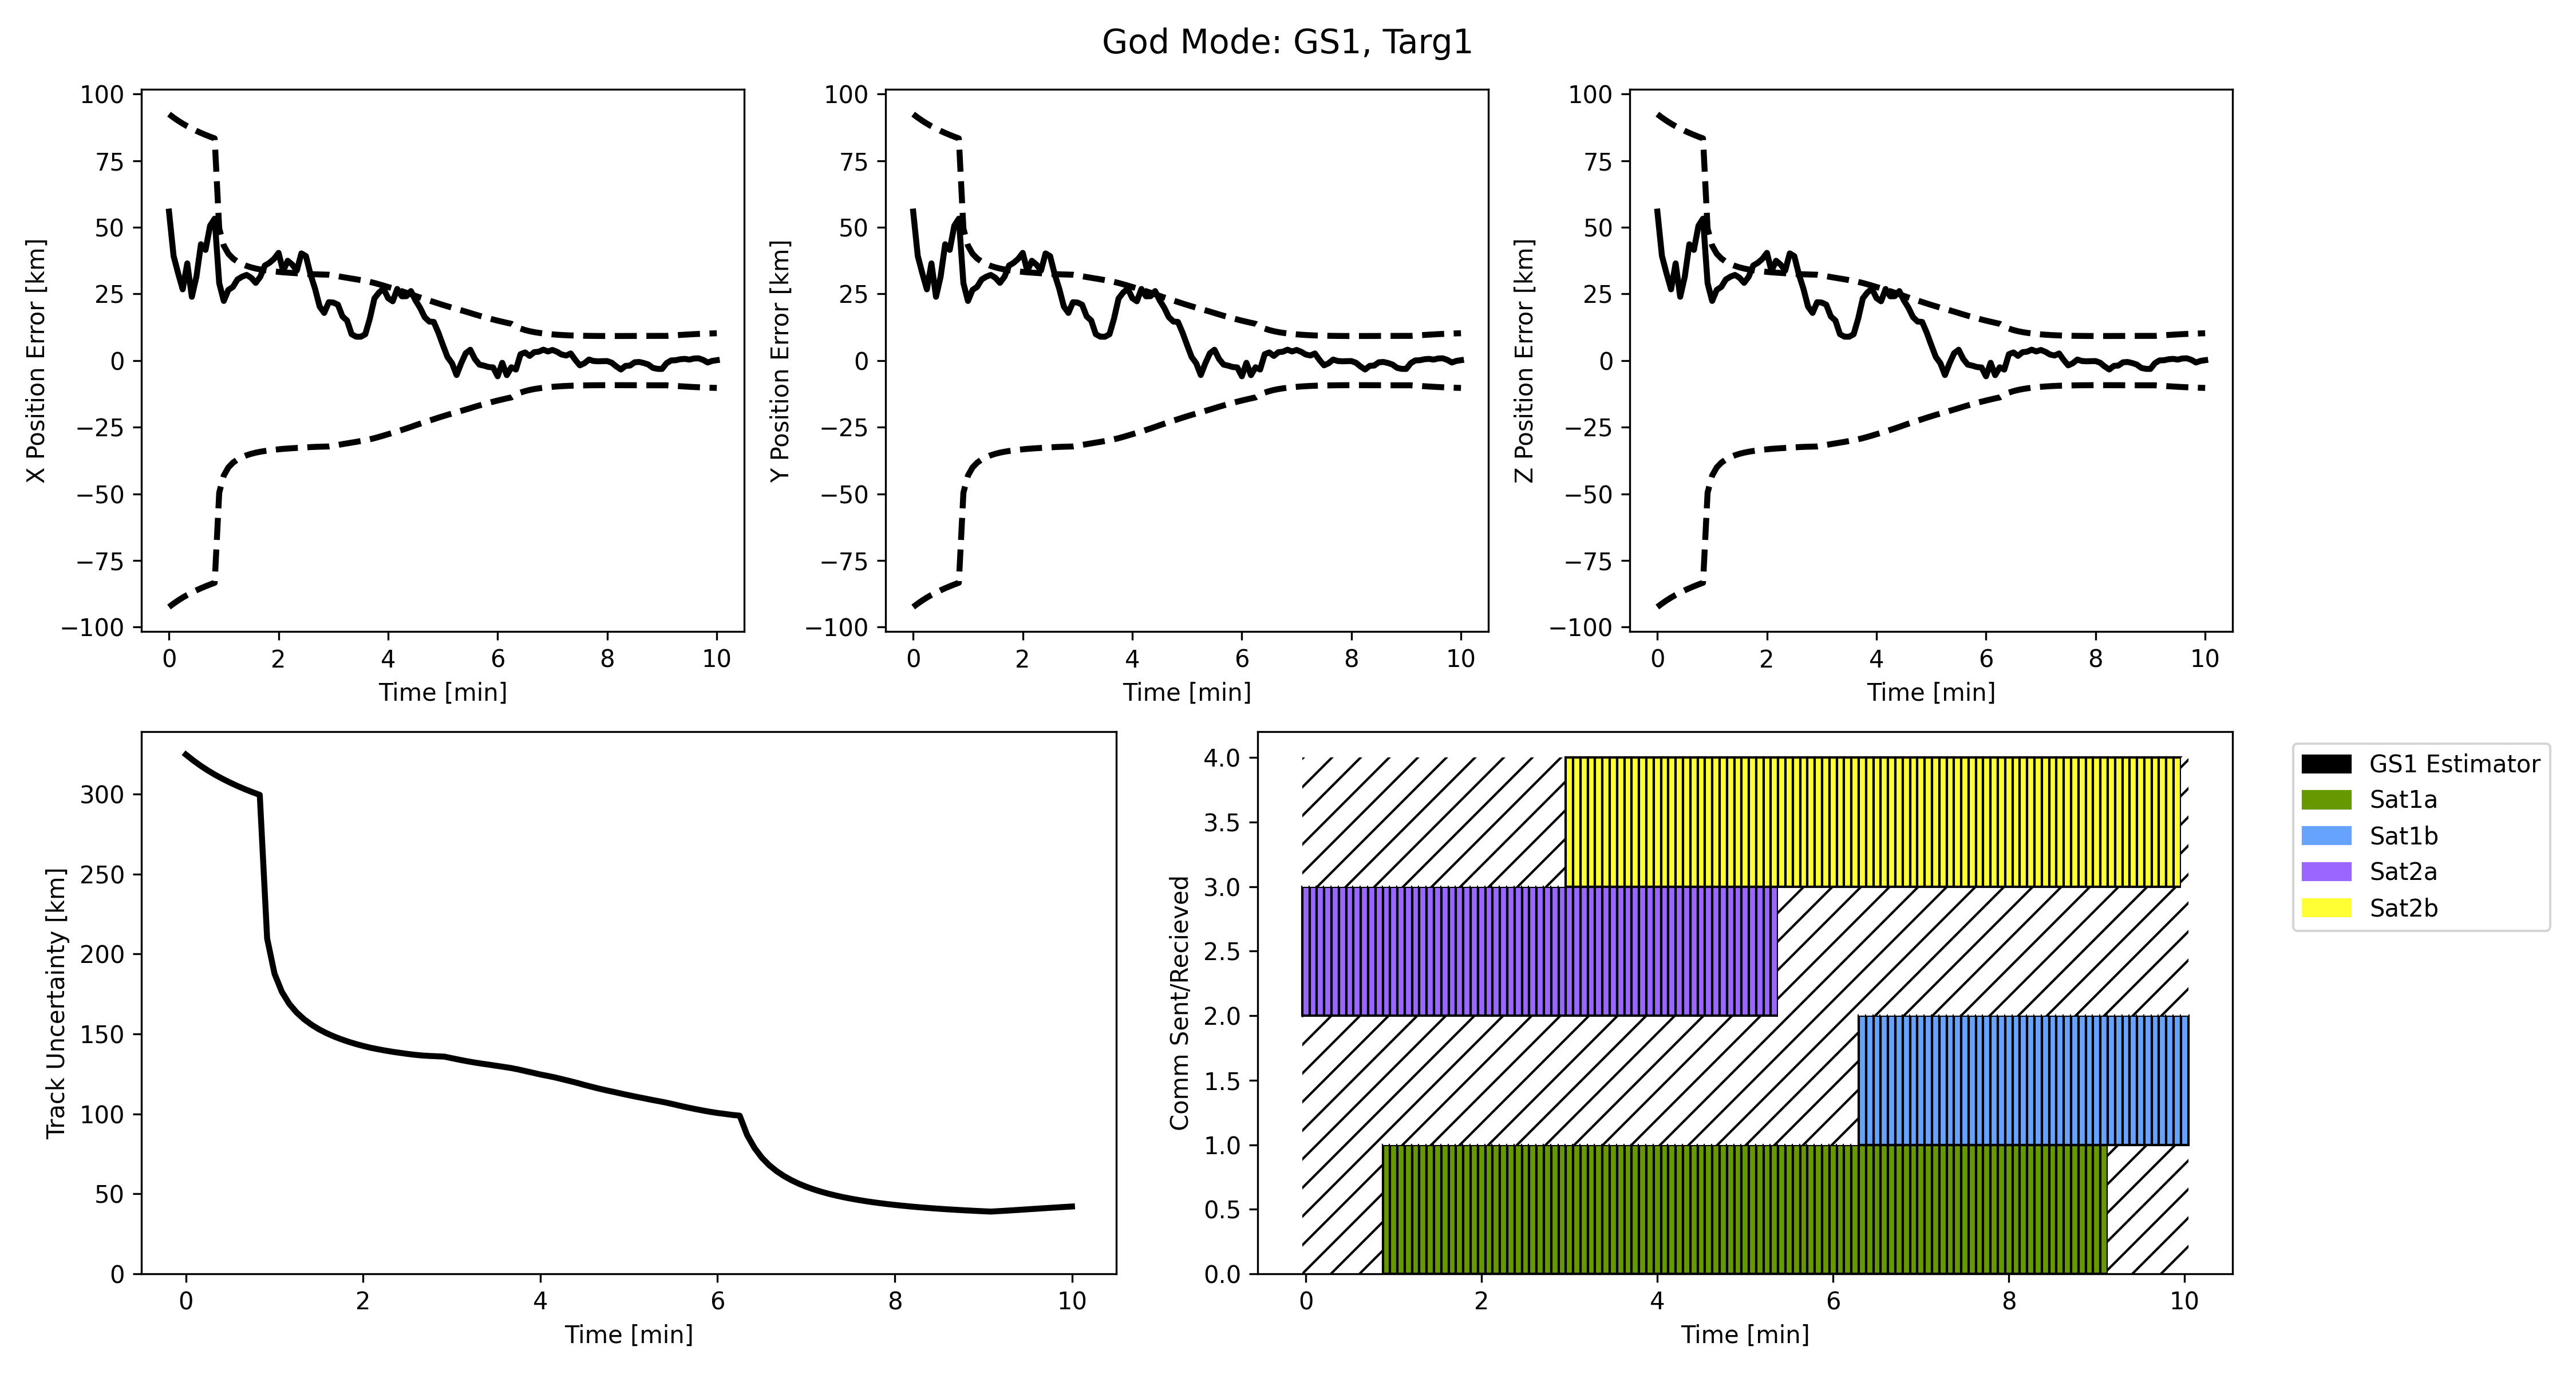 God Mode: GS1, Targ1
100
75
50
25
0
−25
−50
−75
−100
X Position Error [km]
0 2 4 6 8 10
Time [min]
100
75
50
25
0
−25
−50
−75
−100
Y Position Error [km]
0 2 4 6 8 10
Time [min]
100
75
50
25
0
−25
−50
−75
−100
Z Position Error [km]
0 2 4 6 8 10
Time [min]
300
250
200
150
100
50
0
Track Uncertainty [km]
0 2 4 6 8 10
Time [min]
4.0
3.5
3.0
2.5
2.0
1.5
1.0
0.5
0.0
Comm Sent/Recieved
0 2 4 6 8 10
Time [min]
GS1 Estimator
Sat1a
Sat1b
Sat2a
Sat2b